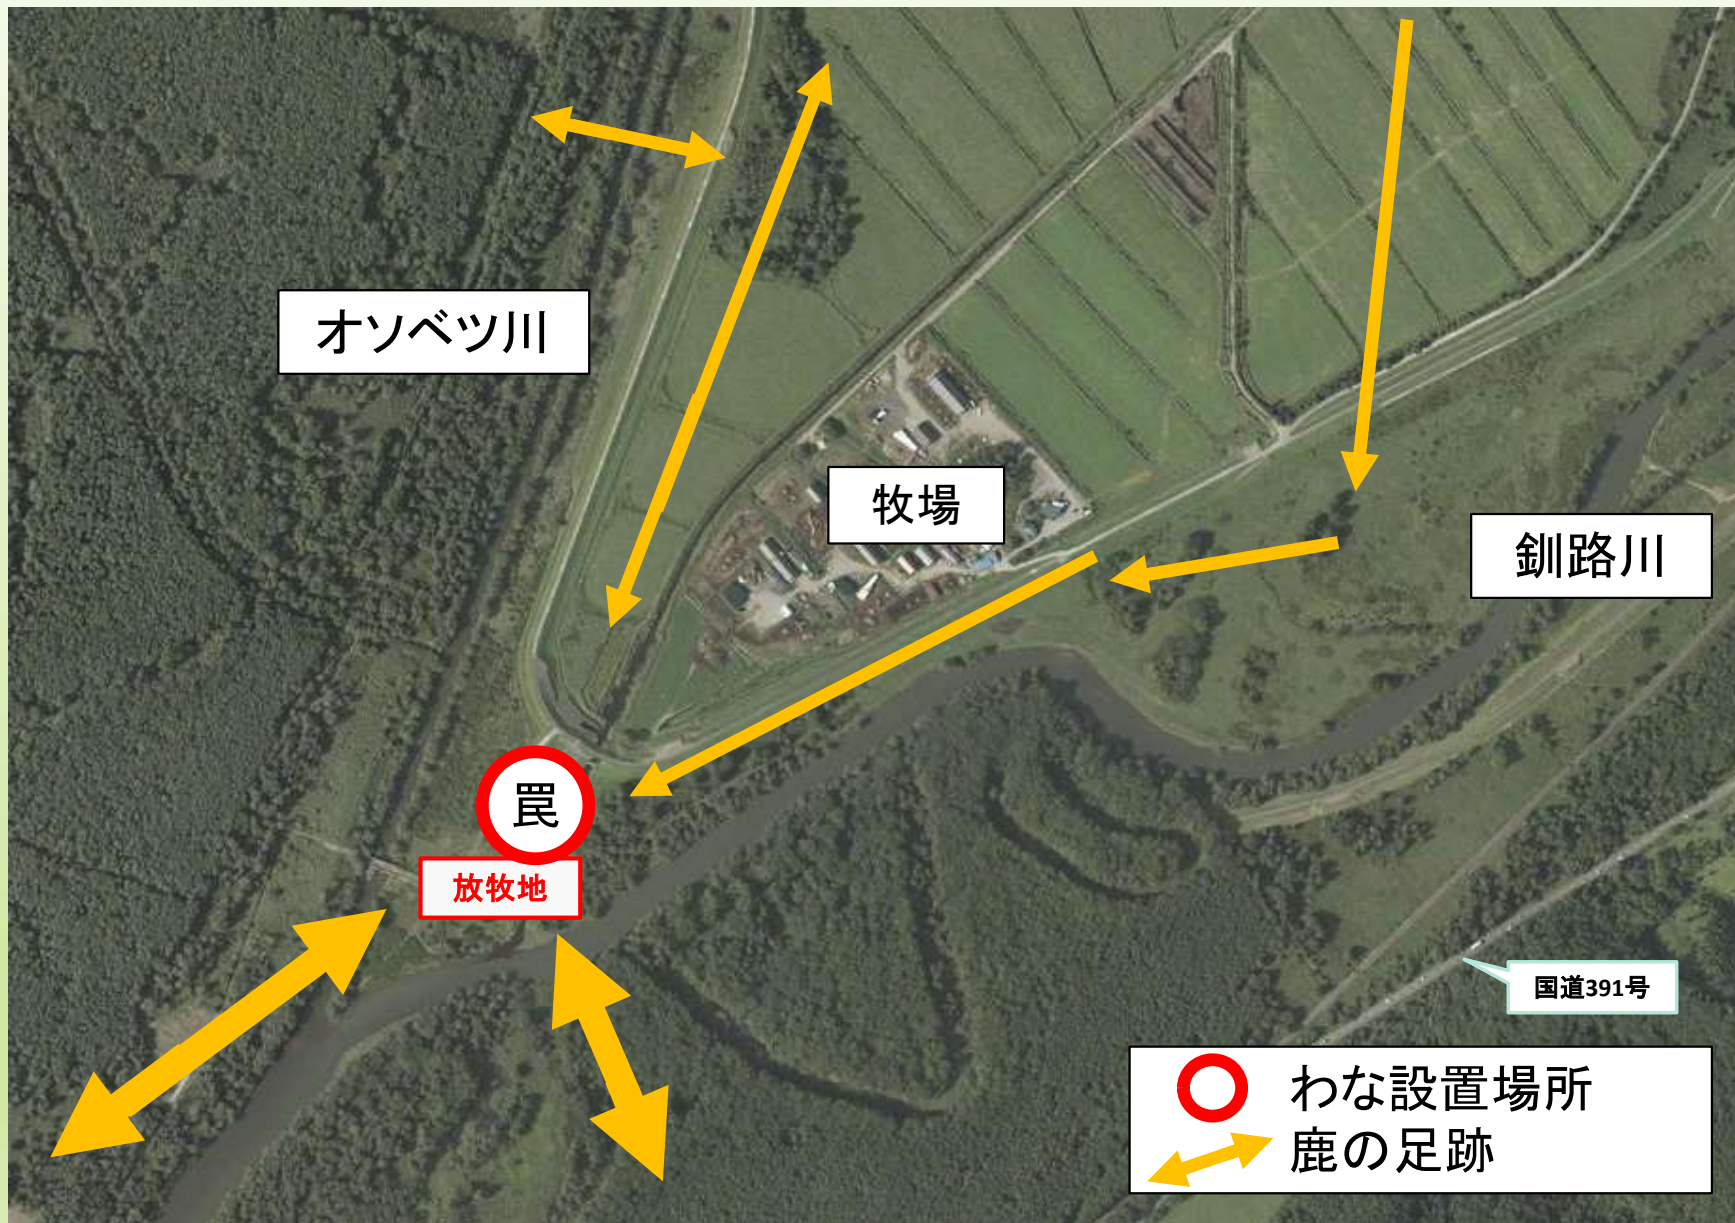 オソベツ川
牧場
釧路川
罠
放牧地
国道391号
わな設置場所
鹿の足跡